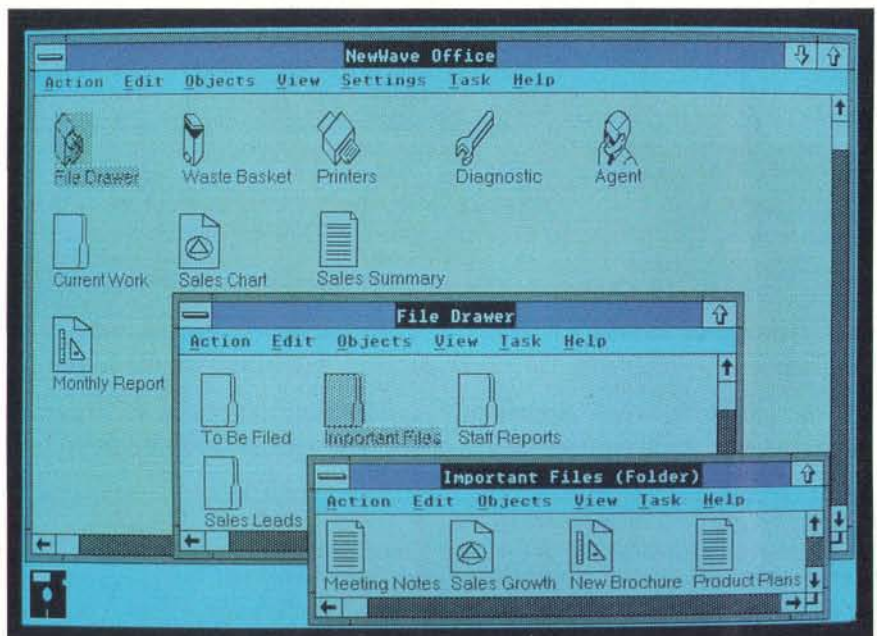 NewWave Office
Action Edit Objects View Settings Task Help
File Drawer Waste Basket Printers Diagnostic Agent
Current Work Sales Chart Sales Summary
Monthly Report
File Drawer
Action Edit Objects View Task Help
To Be Filed Important Files Staff Reports
Sales Leads
Important Files (Folder)
Action Edit Objects View Task Help
Meeting Notes Sales Growth New Brochure Product Plans